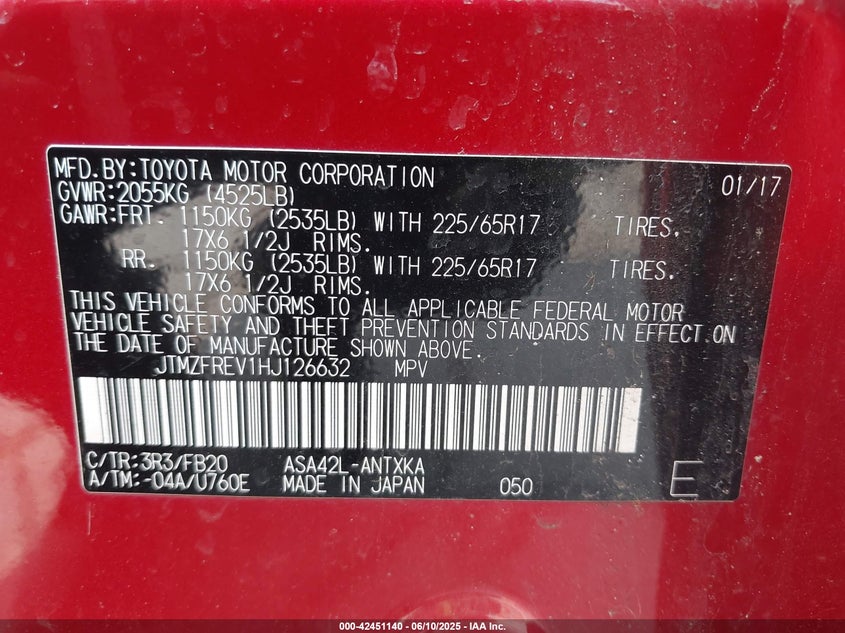 MFD.BY:TOYOTA MOTOR CORPORATION 01/17
GVWR:2055KG (4525LB)
GAWR:FRT. 1150KG (2535LB) WITH 225/65R17 TIRES,
17X6 1/2J RIMS.
RR. 1150KG (2535LB) WITH 225/65R17 TIRES.
17X6 1/2J RIMS.
THIS VEHICLE CONFORMS TO ALL APPLICABLE FEDERAL MOTOR
VEHICLE SAFETY AND THEFT PREVENTION STANDARDS IN EFFECT ON
THE DATE OF MANUFACTURE SHOWN ABOVE.
JTMZFREV1HJ126632 MPV
C/TR:3R3/FB20 ASA42L-ANTXKA
A/TM:-04A/U760E MADE IN JAPAN 050 E
000-42451140 - 06/10/2025 - IAA Inc.